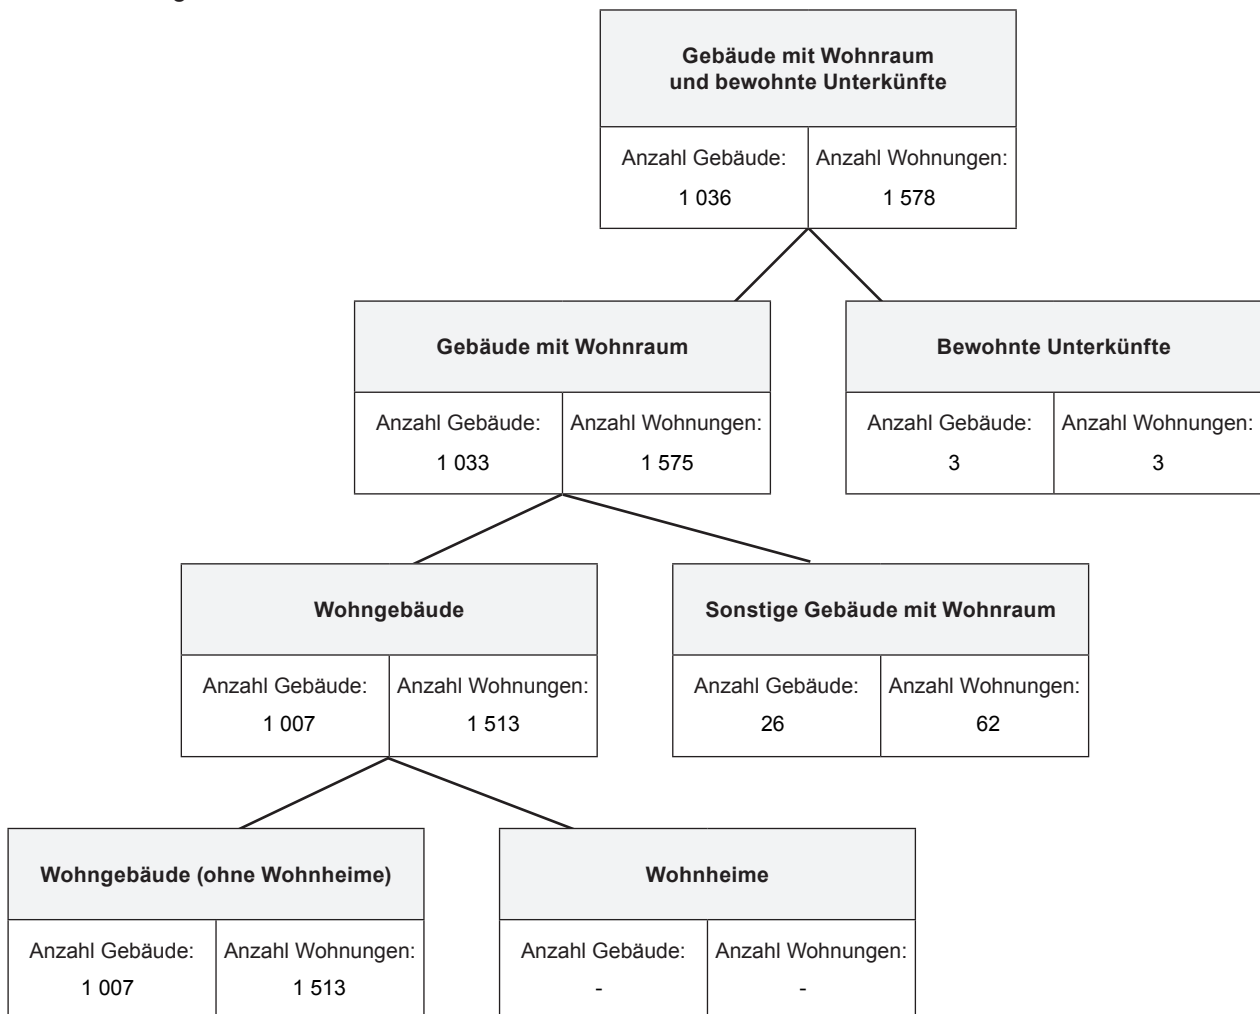 Gebäude mit Wohnraum
und bewohnte Unterkünfte
Anzahl Gebäude: Anzahl Wohnungen:
1 036 1 578
Gebäude mit Wohnraum
Anzahl Gebäude: Anzahl Wohnungen:
1 033 1 575
Bewohnte Unterkünfte
Anzahl Gebäude: Anzahl Wohnungen:
3 3
Wohngebäude
Anzahl Gebäude: Anzahl Wohnungen:
1 007 1 513
Sonstige Gebäude mit Wohnraum
Anzahl Gebäude: Anzahl Wohnungen:
26 62
Wohngebäude (ohne Wohnheime)
Anzahl Gebäude: Anzahl Wohnungen:
1 007 1 513
Wohnheime
Anzahl Gebäude: Anzahl Wohnungen:
- -